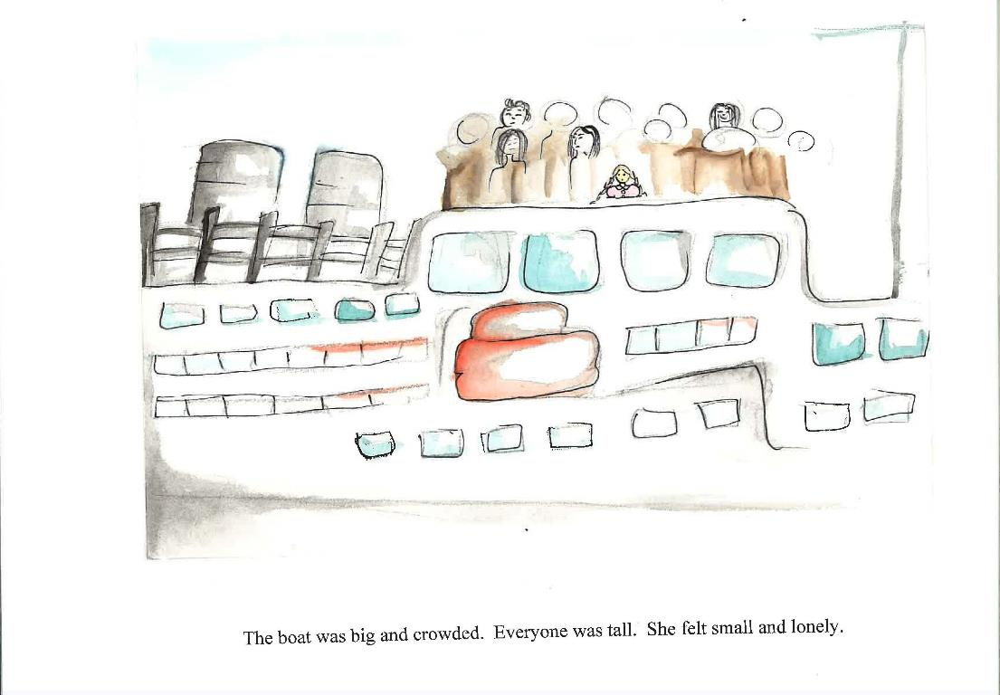 The boat was big and crowded.  Everyone was tall.  She felt small and lonely.